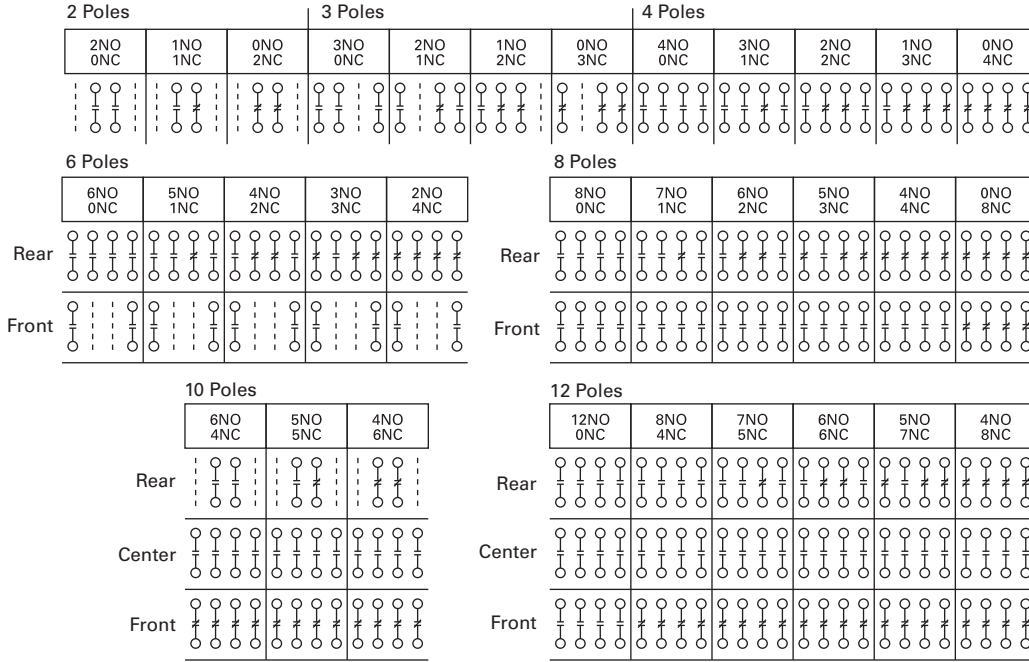 2 Poles 3 Poles 4 Poles
2NO 1NO 0NO 3NO 2NO 1NO 0NO 4NO 3NO 2NO 1NO 0NO
0NC 1NC 2NC 0NC 1NC 2NC 3NC 0NC 1NC 2NC 3NC 4NC
6 Poles
6NO 5NO 4NO 3NO 2NO
0NC 1NC 2NC 3NC 4NC
Rear
Front
8 Poles
8NO 7NO 6NO 5NO 4NO 0NO
0NC 1NC 2NC 3NC 4NC 8NC
Rear
Front
10 Poles
6NO 5NO 4NO
4NC 5NC 6NC
Rear
Center
Front
12 Poles
12NO 8NO 7NO 6NO 5NO 4NO
0NC 4NC 5NC 6NC 7NC 8NC
Rear
Center
Front